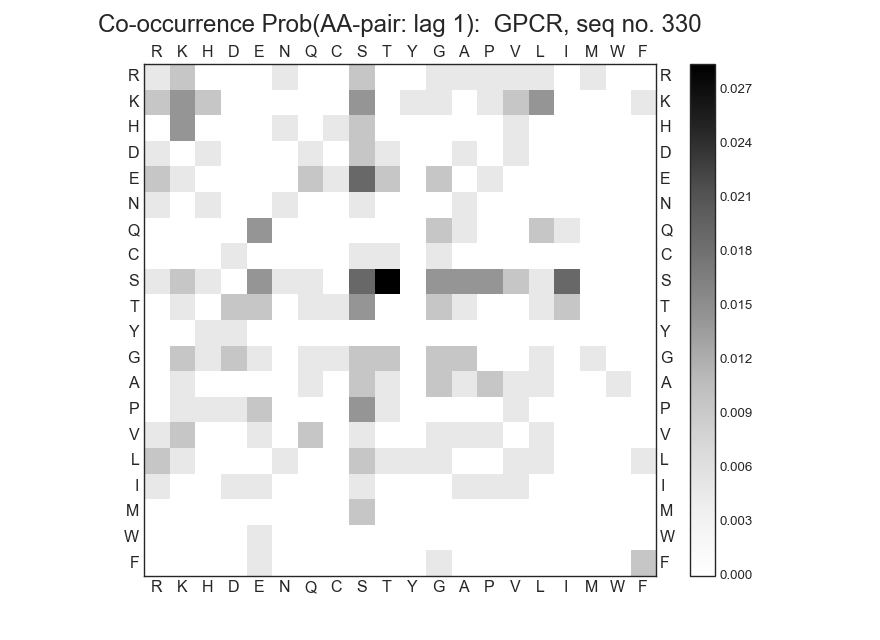 Co-occurrence Prob(AA-pair: lag 1):  GPCR, seq no. 330
R K H D E N Q C S T Y G A P V L I M W F
R R
K K
H H
D D
E E
N N
Q Q
C C
S S
T T
Y Y
G G
A A
P P
V V
L L
I I
M M
W W
F F
R K H D E N Q C S T Y G A P V L I M W F
0.027
0.024
0.021
0.018
0.015
0.012
0.009
0.006
0.003
0.000